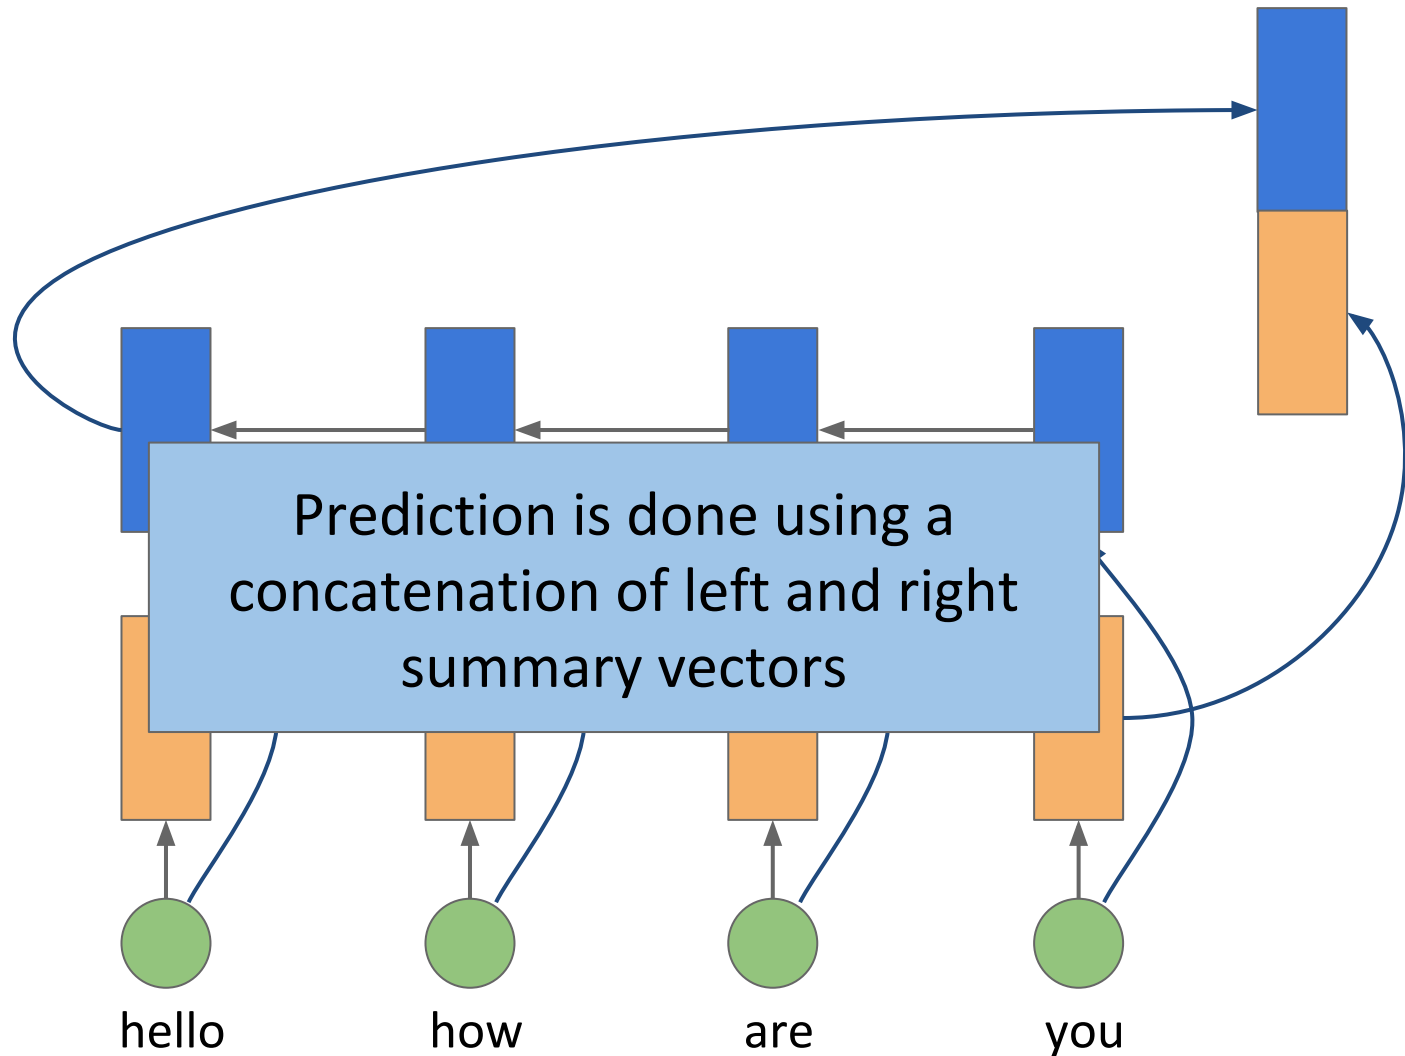 Prediction is done using a
concatenation of left and right
summary vectors
hello how are you